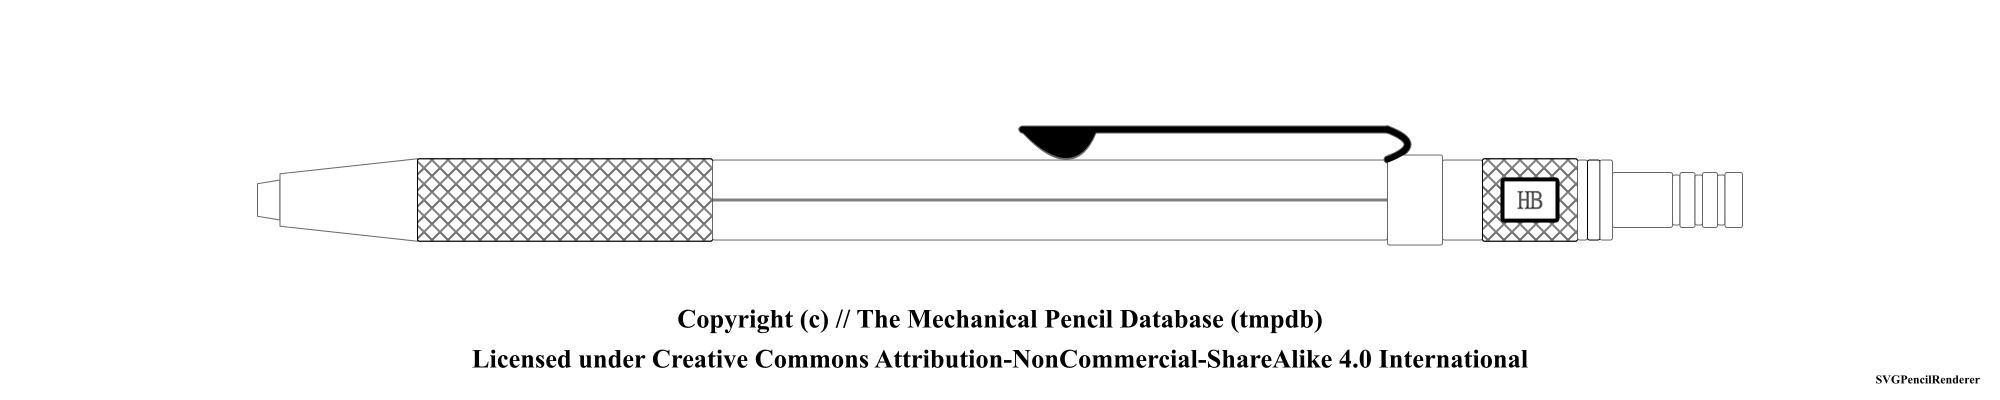 HB
Copyright (c) // The Mechanical Pencil Database (tmpdb)
Licensed under Creative Commons Attribution-NonCommercial-ShareAlike 4.0 International
SVGPencilRenderer